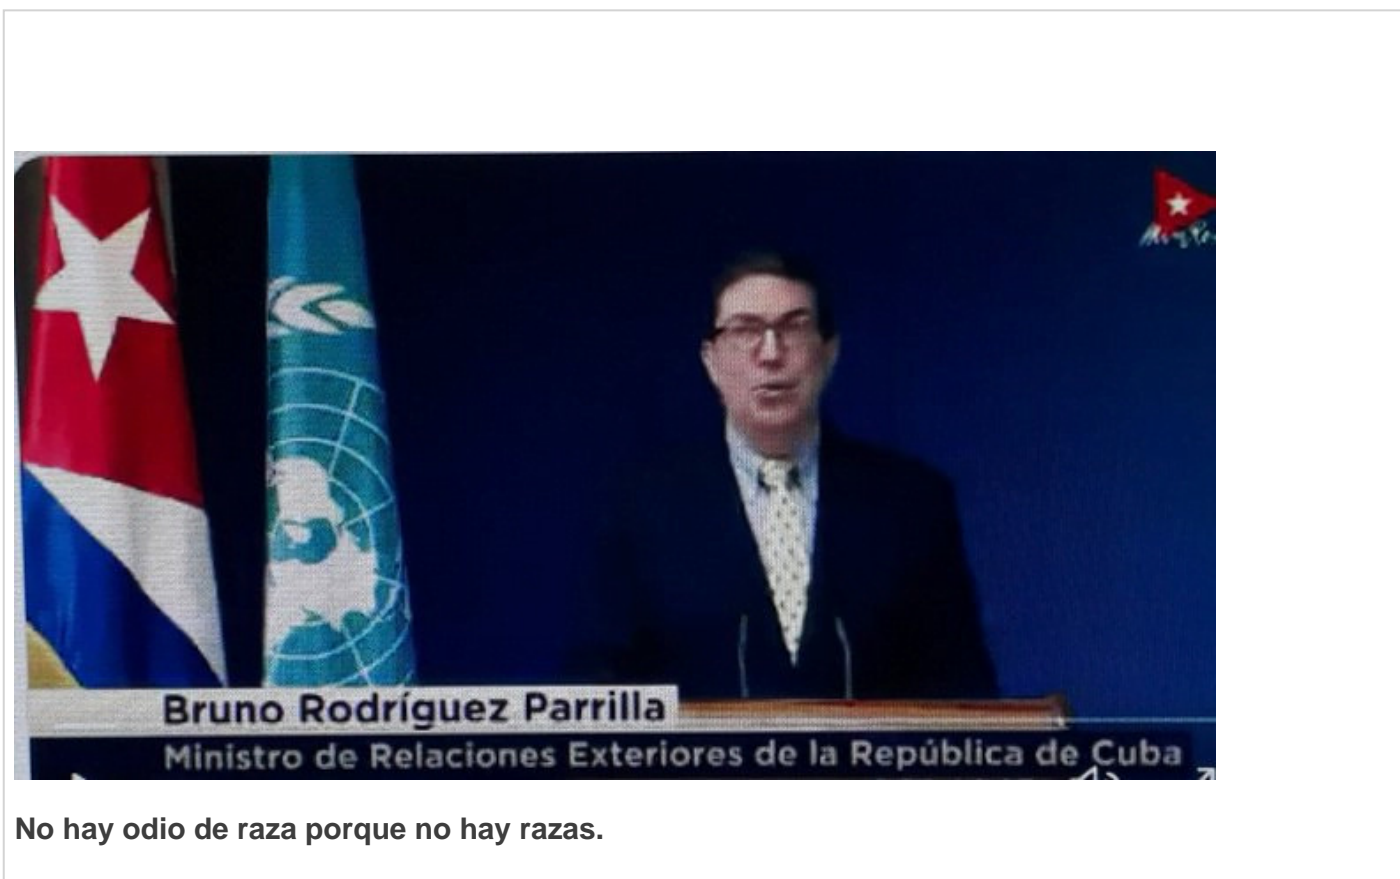 Bruno Rodríguez Parrilla
Ministro de Relaciones Exteriores de la República de Cuba
No hay odio de raza porque no hay razas.